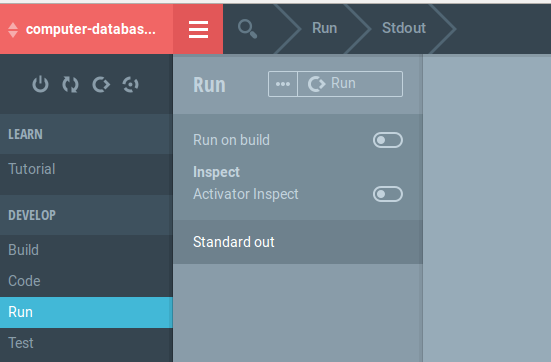 computer-databas...
Run
Stdout
Run
Run
LEARN
Run on build
Tutorial
Inspect
Activator Inspect
DEVELOP
Standard out
Build
Code
Run
Test